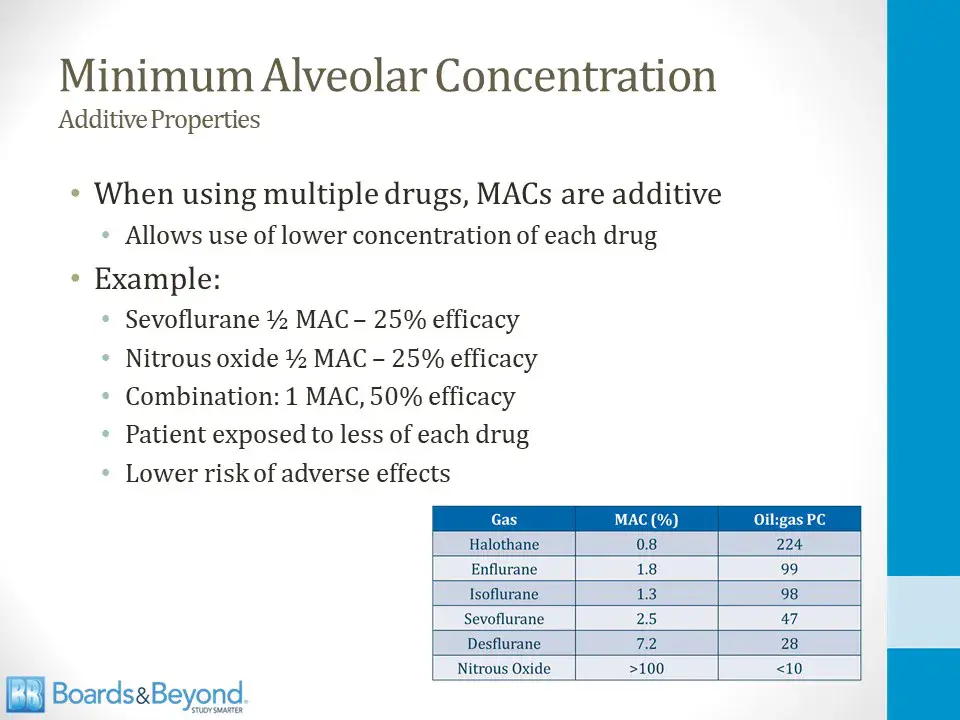 Minimum Alveolar Concentration
Additive Properties
• When using multiple drugs, MACs are additive
• Allows use of lower concentration of each drug
• Example:
• Sevoflurane ½ MAC – 25% efficacy
• Nitrous oxide ½ MAC – 25% efficacy
• Combination: 1 MAC, 50% efficacy
• Patient exposed to less of each drug
• Lower risk of adverse effects
Gas MAC (%) Oil:gas PC
Halothane 0.8 224
Enflurane 1.8 99
Isoflurane 1.3 98
Sevoflurane 2.5 47
Desflurane 7.2 28
Nitrous Oxide >100 <10
BB Boards&Beyond.
STUDY SMARTER